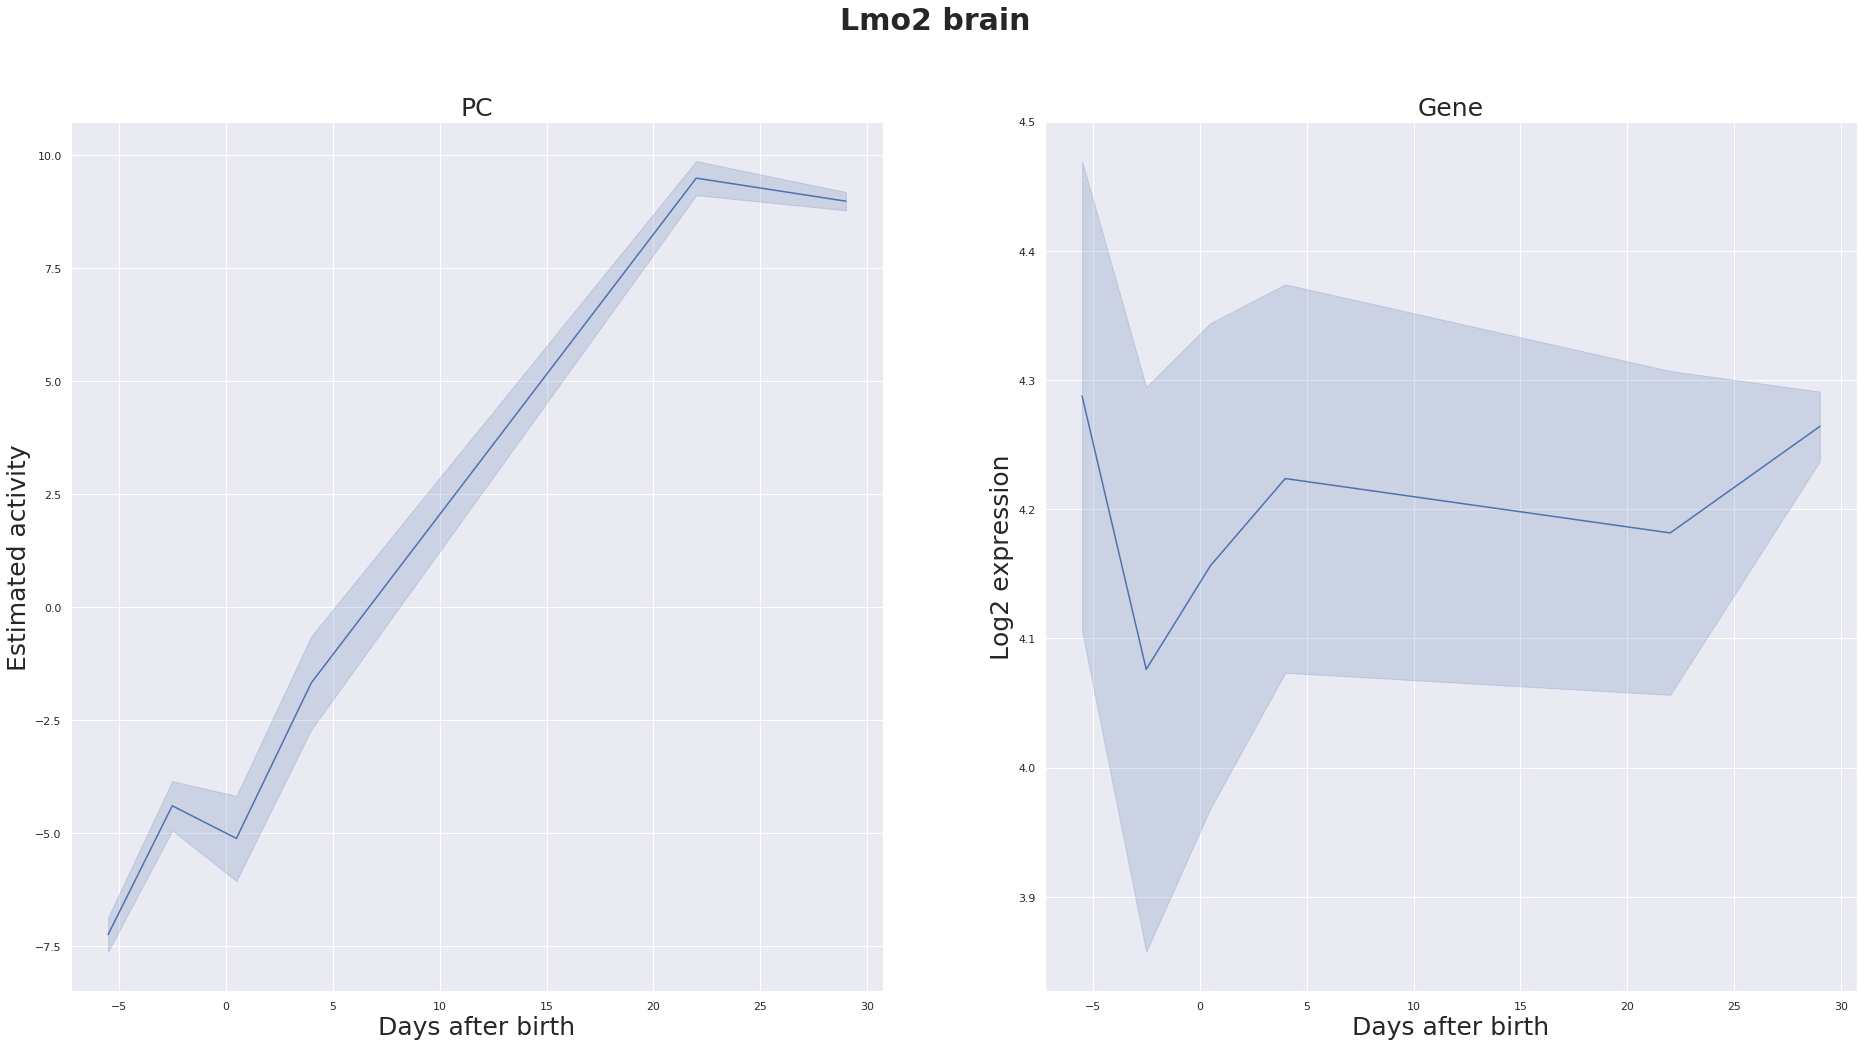 Lmo2 brain
PC
Estimated activity
10.0
7.5
5.0
2.5
0.0
−2.5
−5.0
−7.5
−5 0 5 10 15 20 25 30
Days after birth
Gene
Log2 expression
4.5
4.4
4.3
4.2
4.1
4.0
3.9
−5 0 5 10 15 20 25 30
Days after birth